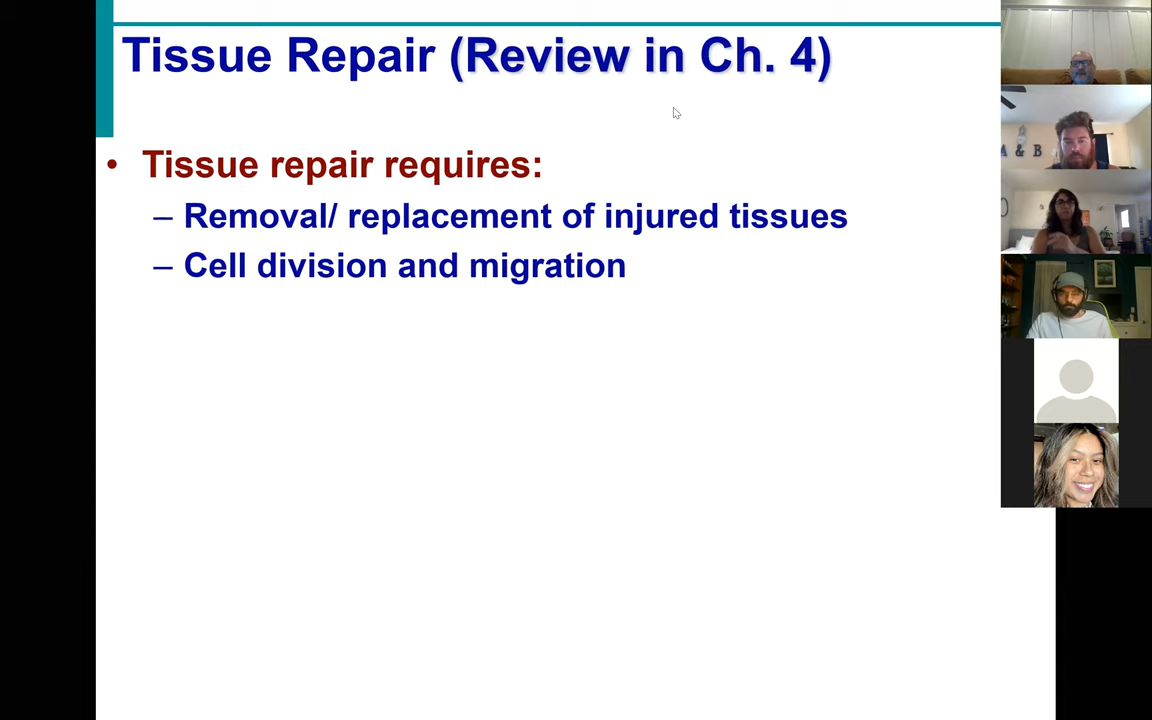 Tissue Repair (Review in Ch. 4)
• Tissue repair requires:
– Removal/ replacement of injured tissues
– Cell division and migration
A & B